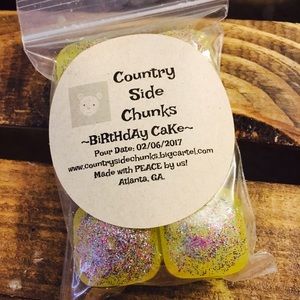 Country
Side
Chunks
~BiRtHdAy CaKe~
Pour Date: 02/06/2017
www.countrysidechunks.bigcartel.com
Made with PEACE by us!
Atlanta, GA.